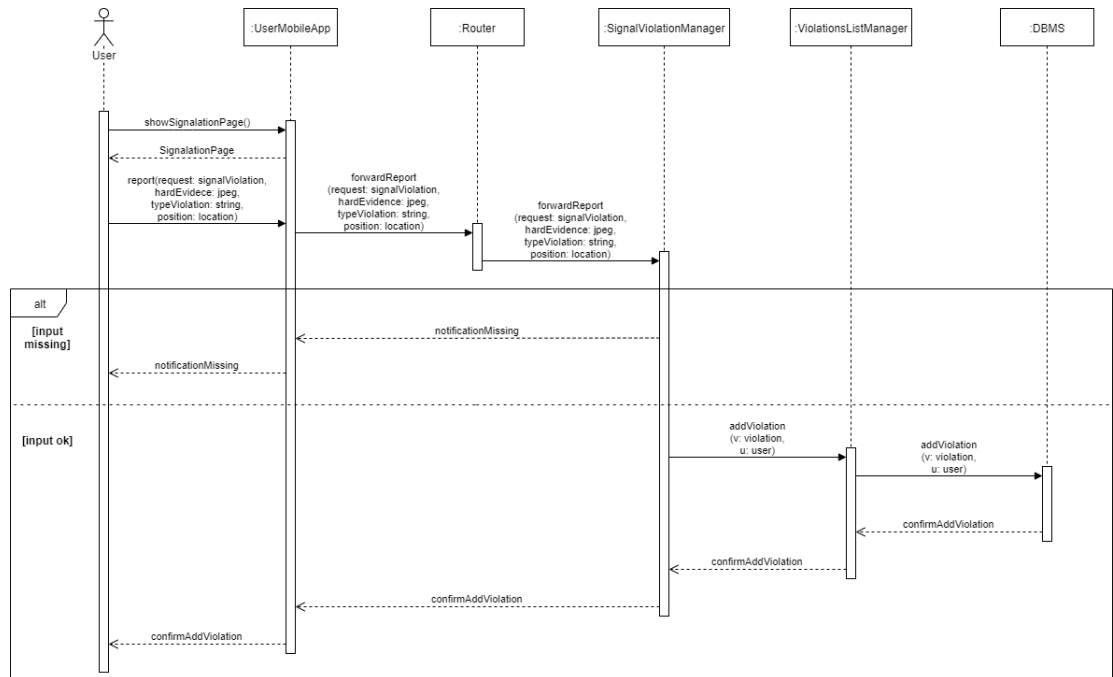 User
:UserMobileApp
:Router
:SignalViolationManager
:ViolationsListManager
:DBMS
showSignalationPage()
SignalationPage
report(request: signalViolation,
hardEvidece: jpeg,
typeViolation: string,
position: location)
forwardReport
(request: signalViolation,
hardEvidence: jpeg,
typeViolation: string,
position: location)
forwardReport
(request: signalViolation,
hardEvidence: jpeg,
typeViolation: string,
position: location)
alt
[input
missing]
notificationMissing
notificationMissing
[input ok]
addViolation
(v: violation,
u: user)
addViolation
(v: violation,
u: user)
confirmAddViolation
confirmAddViolation
confirmAddViolation
confirmAddViolation